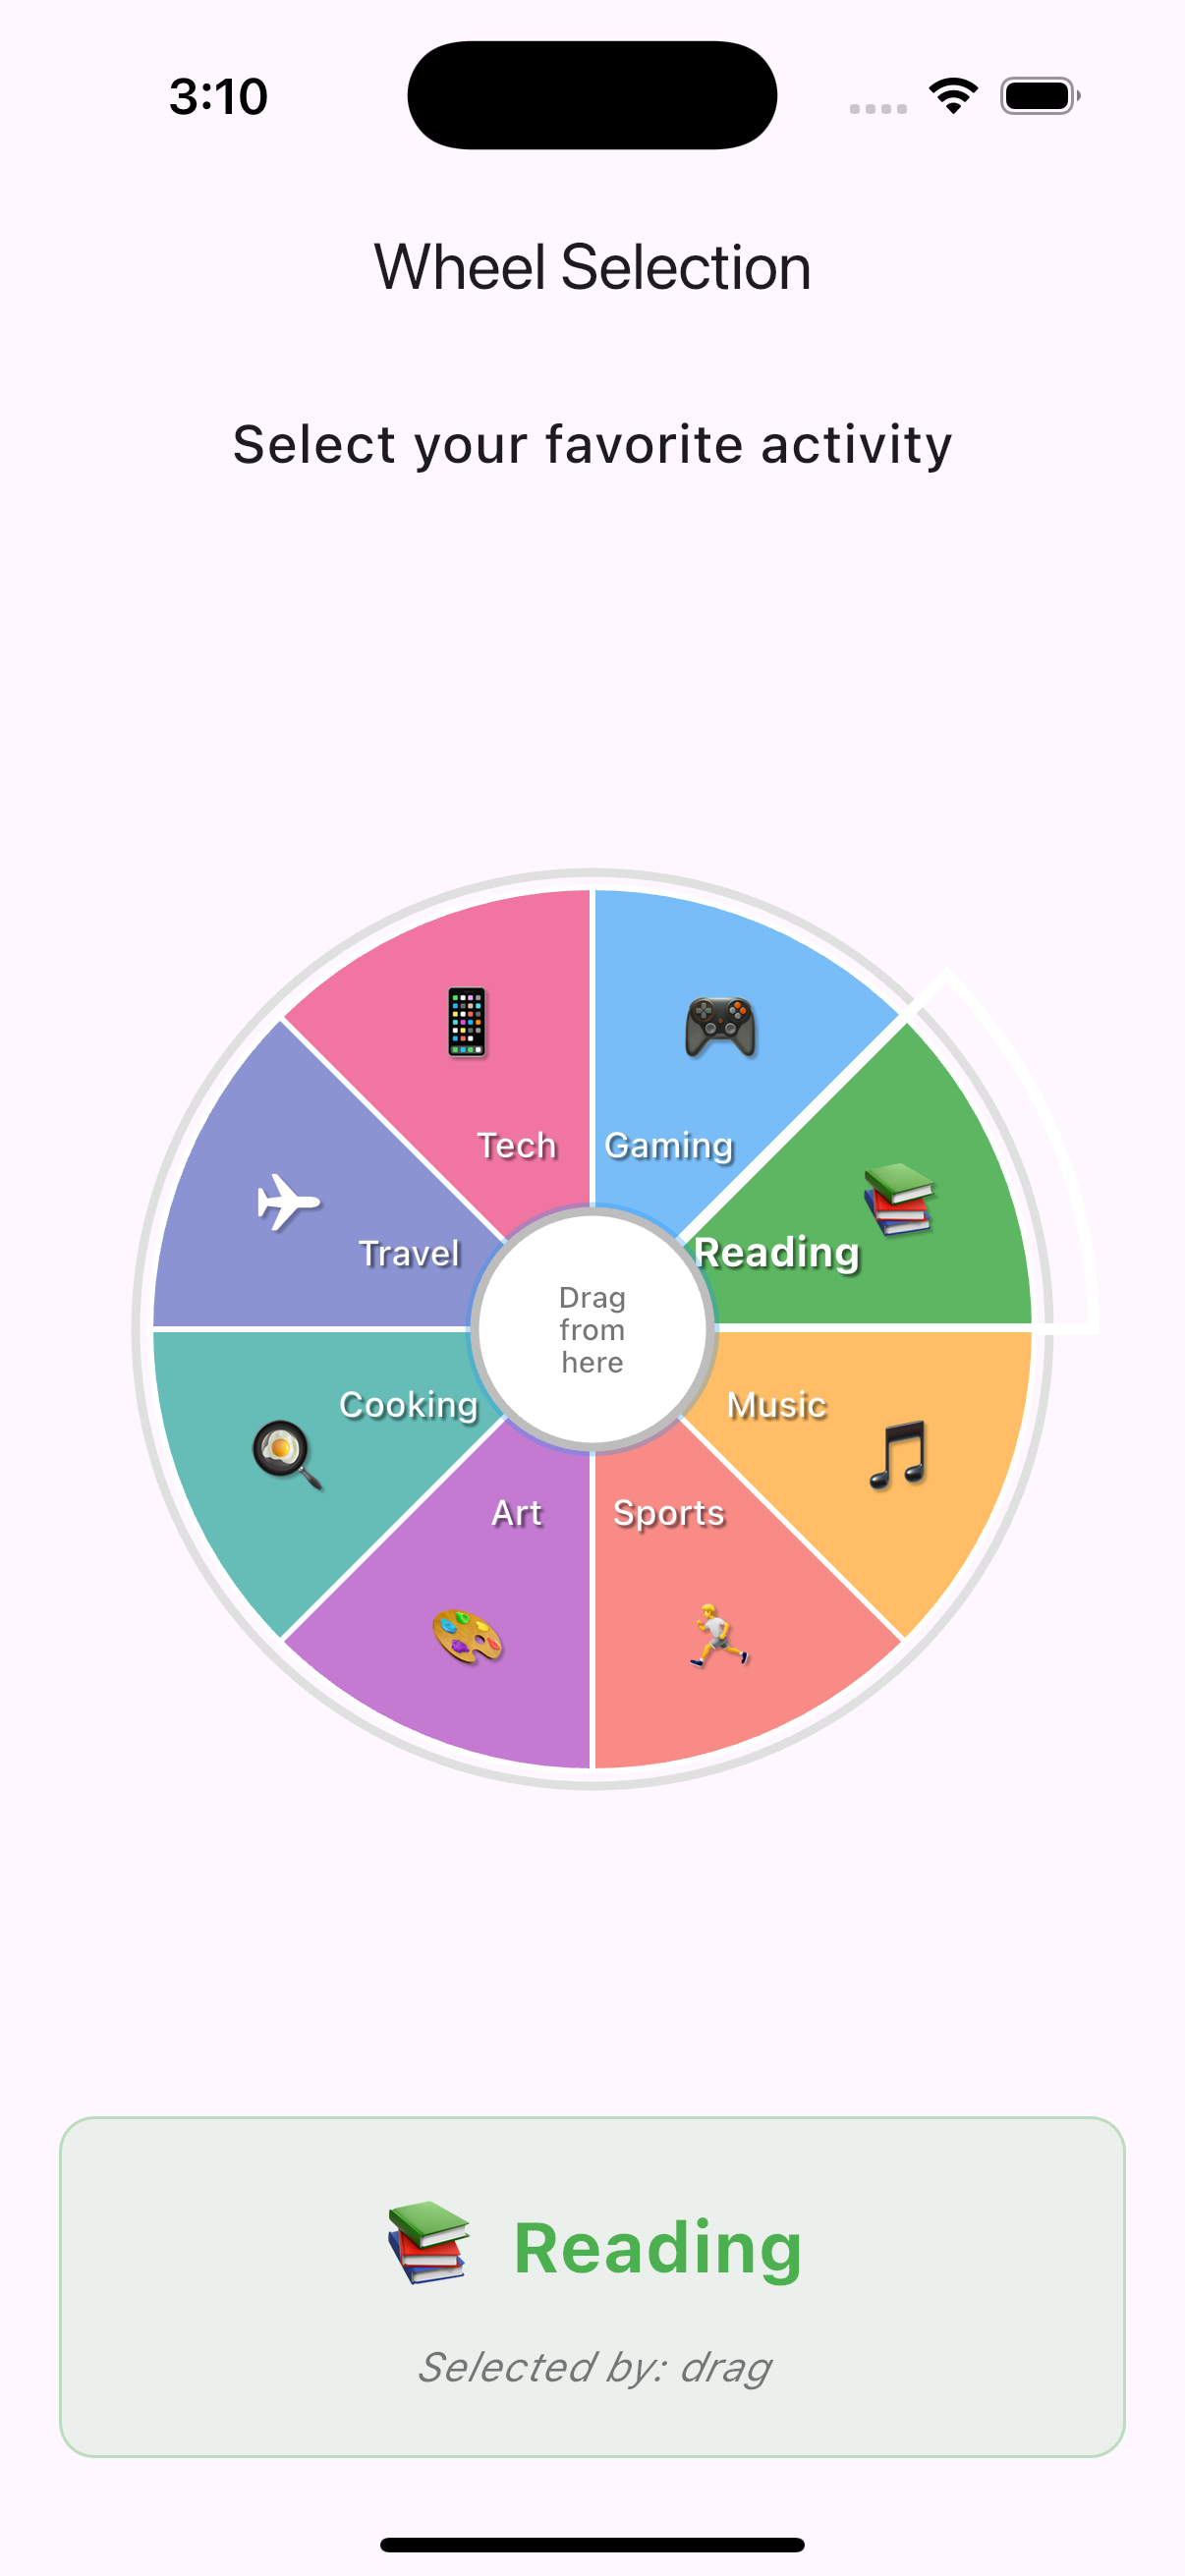 3:10
Wheel Selection
Select your favorite activity
Tech
Gaming
Travel
Reading
Drag
from
here
Cooking
Music
Art
Sports
Reading
Selected by: drag